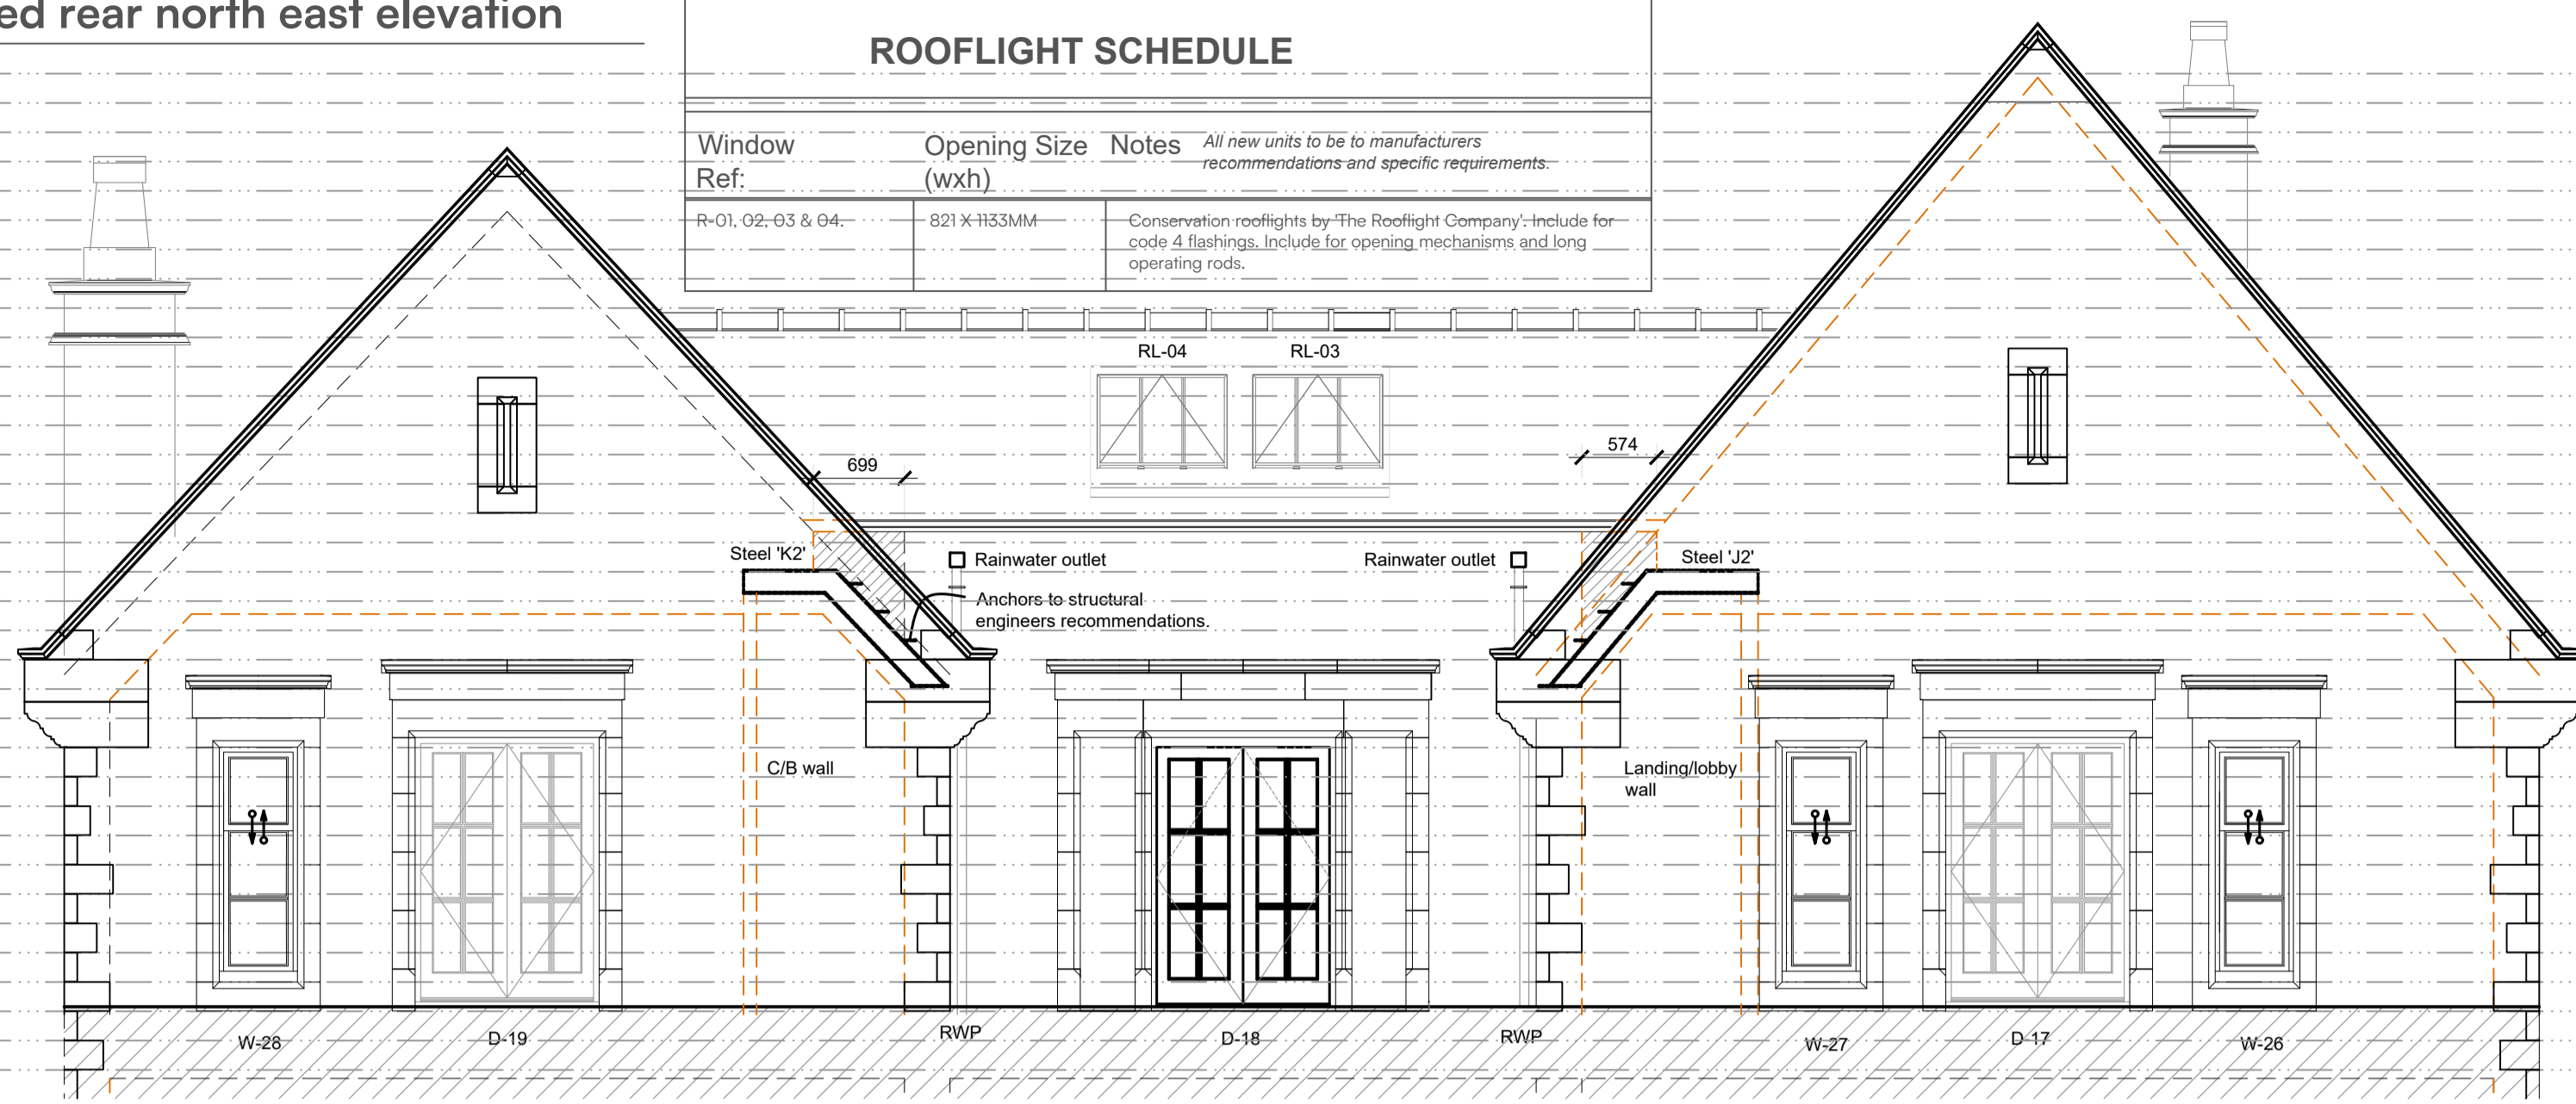 ed rear north east elevation
ROOFLIGHT SCHEDULE
Window
Ref:
Opening Size
(wxh)
Notes
All new units to be to manufacturers
recommendations and specific requirements.
R-01, 02, 03 & 04.
821 X 1133MM
Conservation rooflights by 'The Rooflight Company'. Include for
code 4 flashings. Include for opening mechanisms and long
operating rods.
RL-04
RL-03
699
574
Steel 'K2'
Rainwater outlet
Rainwater outlet
Steel 'J2'
Anchors to structural
engineers recommendations.
C/B wall
Landing/lobby
wall
W-28
D-19
RWP
D-18
RWP
W-27
D-17
W-26